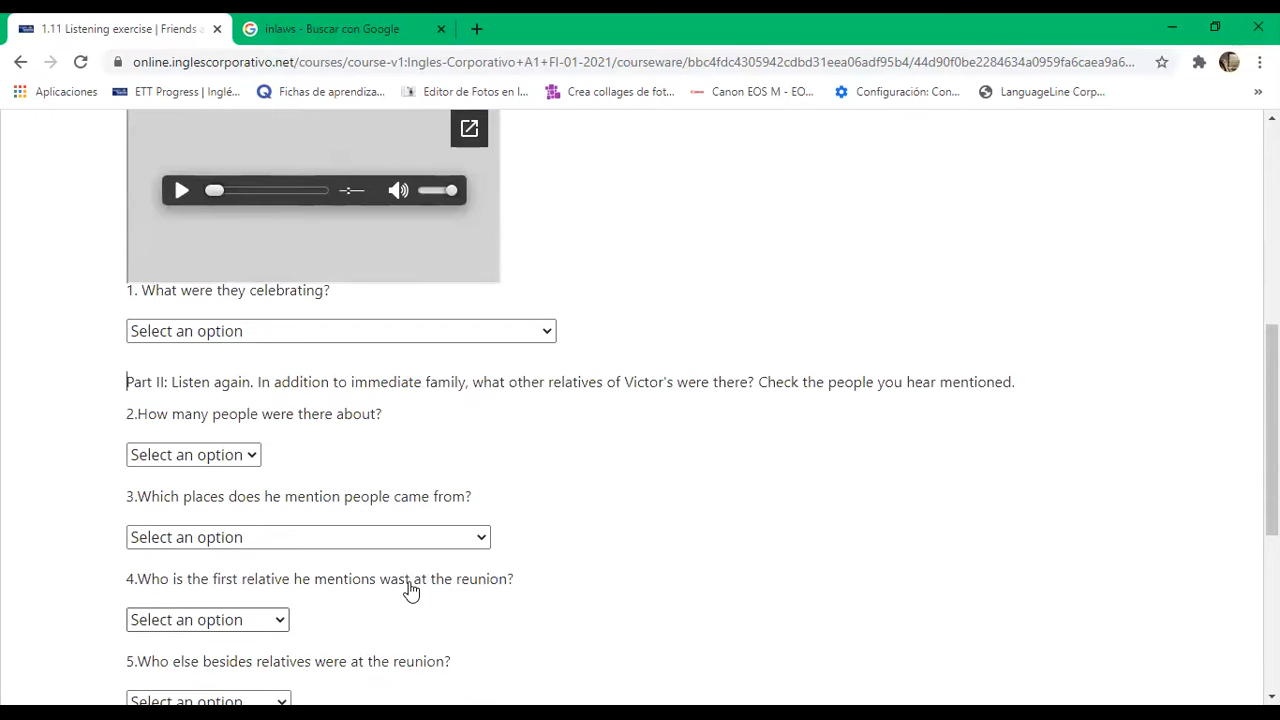 1.11 Listening exercise | Friends a
inlaws - Buscar con Google
online.inglescorporativo.net/courses/course-v1:Ingles-Corporativo+A1+FI-01-2021/courseware/bbc4fdc4305942cdbd31eea06adf95b4/44d90f0be2284634a0959fa6caea9a6...
Aplicaciones ETT Progress | Inglé... Fichas de aprendiza... Editor de Fotos en l... Crea collages de fot... Canon EOS M - EO... Configuración: Con... LanguageLine Corp... »
1. What were they celebrating?
Select an option
Part II: Listen again. In addition to immediate family, what other relatives of Victor's were there? Check the people you hear mentioned.
2.How many people were there about?
Select an option
3.Which places does he mention people came from?
Select an option
4.Who is the first relative he mentions wast at the reunion?
Select an option
5.Who else besides relatives were at the reunion?
Select an option